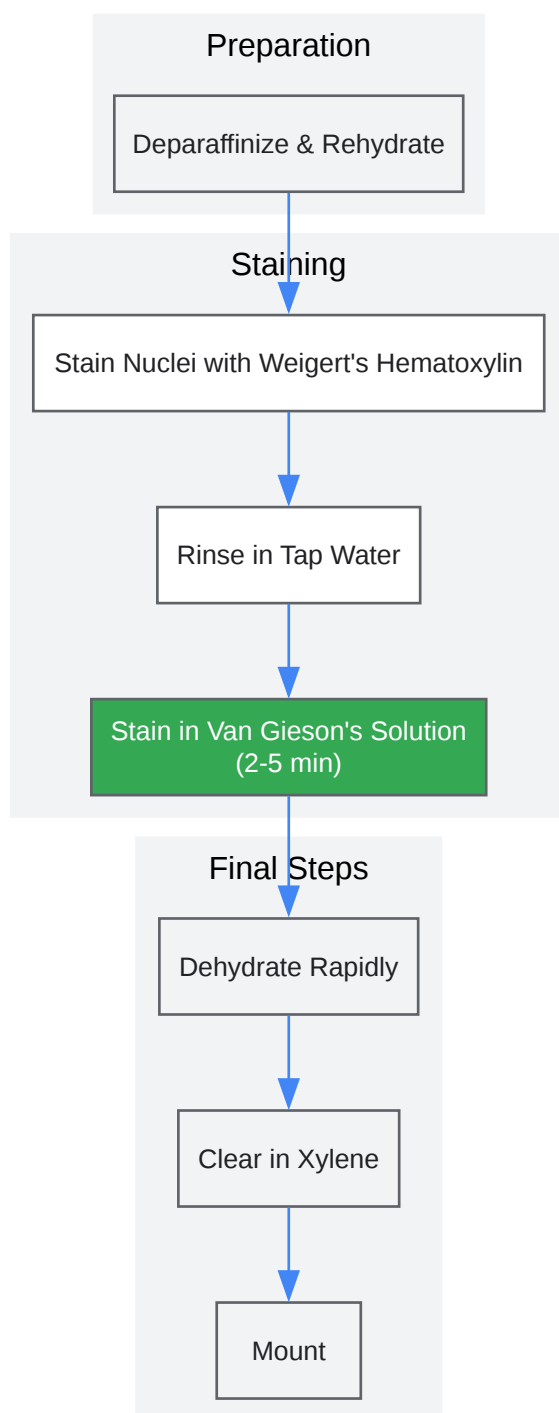 Preparation
Deparaffinize & Rehydrate
Staining
Stain Nuclei with Weigert's Hematoxylin
Rinse in Tap Water
Stain in Van Gieson's Solution
(2-5 min)
Final Steps
Dehydrate Rapidly
Clear in Xylene
Mount